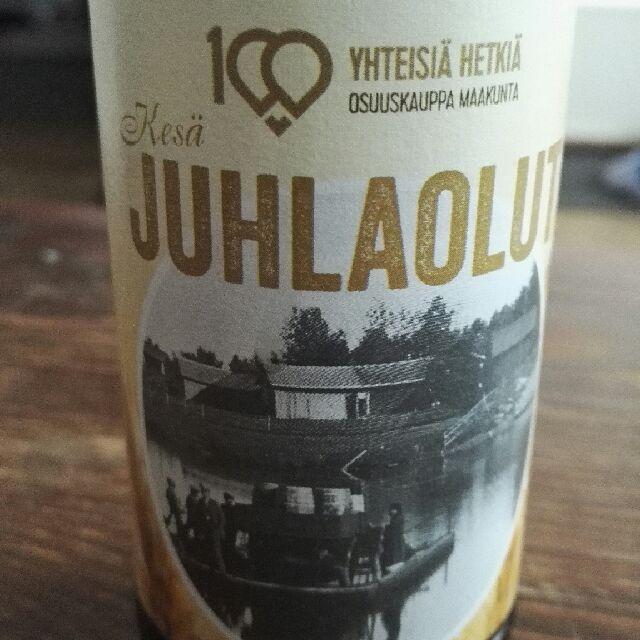 100 YHTEISIÄ HETKIÄ
OSUUSKAUPPA MAAKUNTA
Kesä
JUHLAOLUT